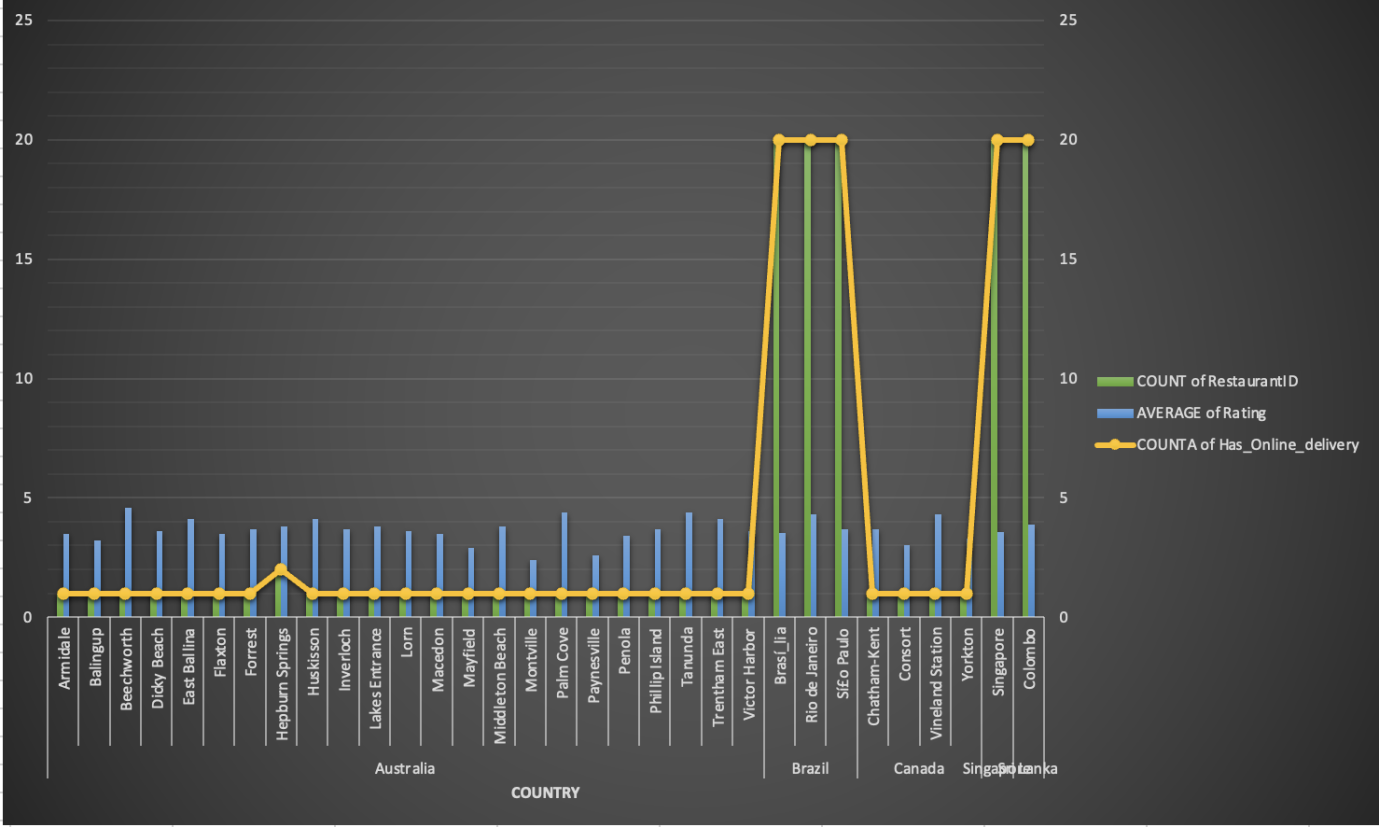 25
20
15
10
5
0
25
20
15
10
5
0
COUNT of RestaurantID
AVERAGE of Rating
COUNTA of Has_Online_delivery
Armidale
Balingup
Beechworth
Dicky Beach
East Ballina
Flaxton
Forrest
Hepburn Springs
Huskisson
Inverloch
Lakes Entrance
Lorn
Macedon
Mayfield
Middleton Beach
Montville
Palm Cove
Paynesville
Penola
Phillip Island
Tanunda
Trentham East
Victor Harbor
Brasí_lia
Rio de Janeiro
Sí£o Paulo
Chatham-Kent
Consort
Vineland Station
Yorkton
Singapore
Colombo
Australia
Brazil
Canada
Singapore
Sri Lanka
COUNTRY